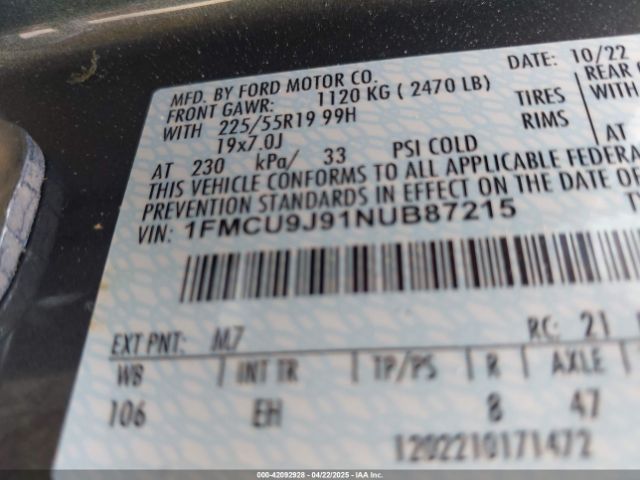 MFD. BY FORD MOTOR CO.
DATE: 10/22
FRONT GAWR: 1120 KG ( 2470 LB)
REAR
WITH 225/55R19 99H TIRES
WITH
19x7.0J RIMS
AT 230 kPa/ 33 PSI COLD
AT
THIS VEHICLE CONFORMS TO ALL APPLICABLE FEDERA
PREVENTION STANDARDS IN EFFECT ON THE DATE OF
VIN: 1FMCU9J91NUB87215
EXT PNT: M7 RC: 21
WB INT TR TP/PS R AXLE
106 EH 8 47
1202210171472
000-42092928 - 04/22/2025 - IAAI.COM